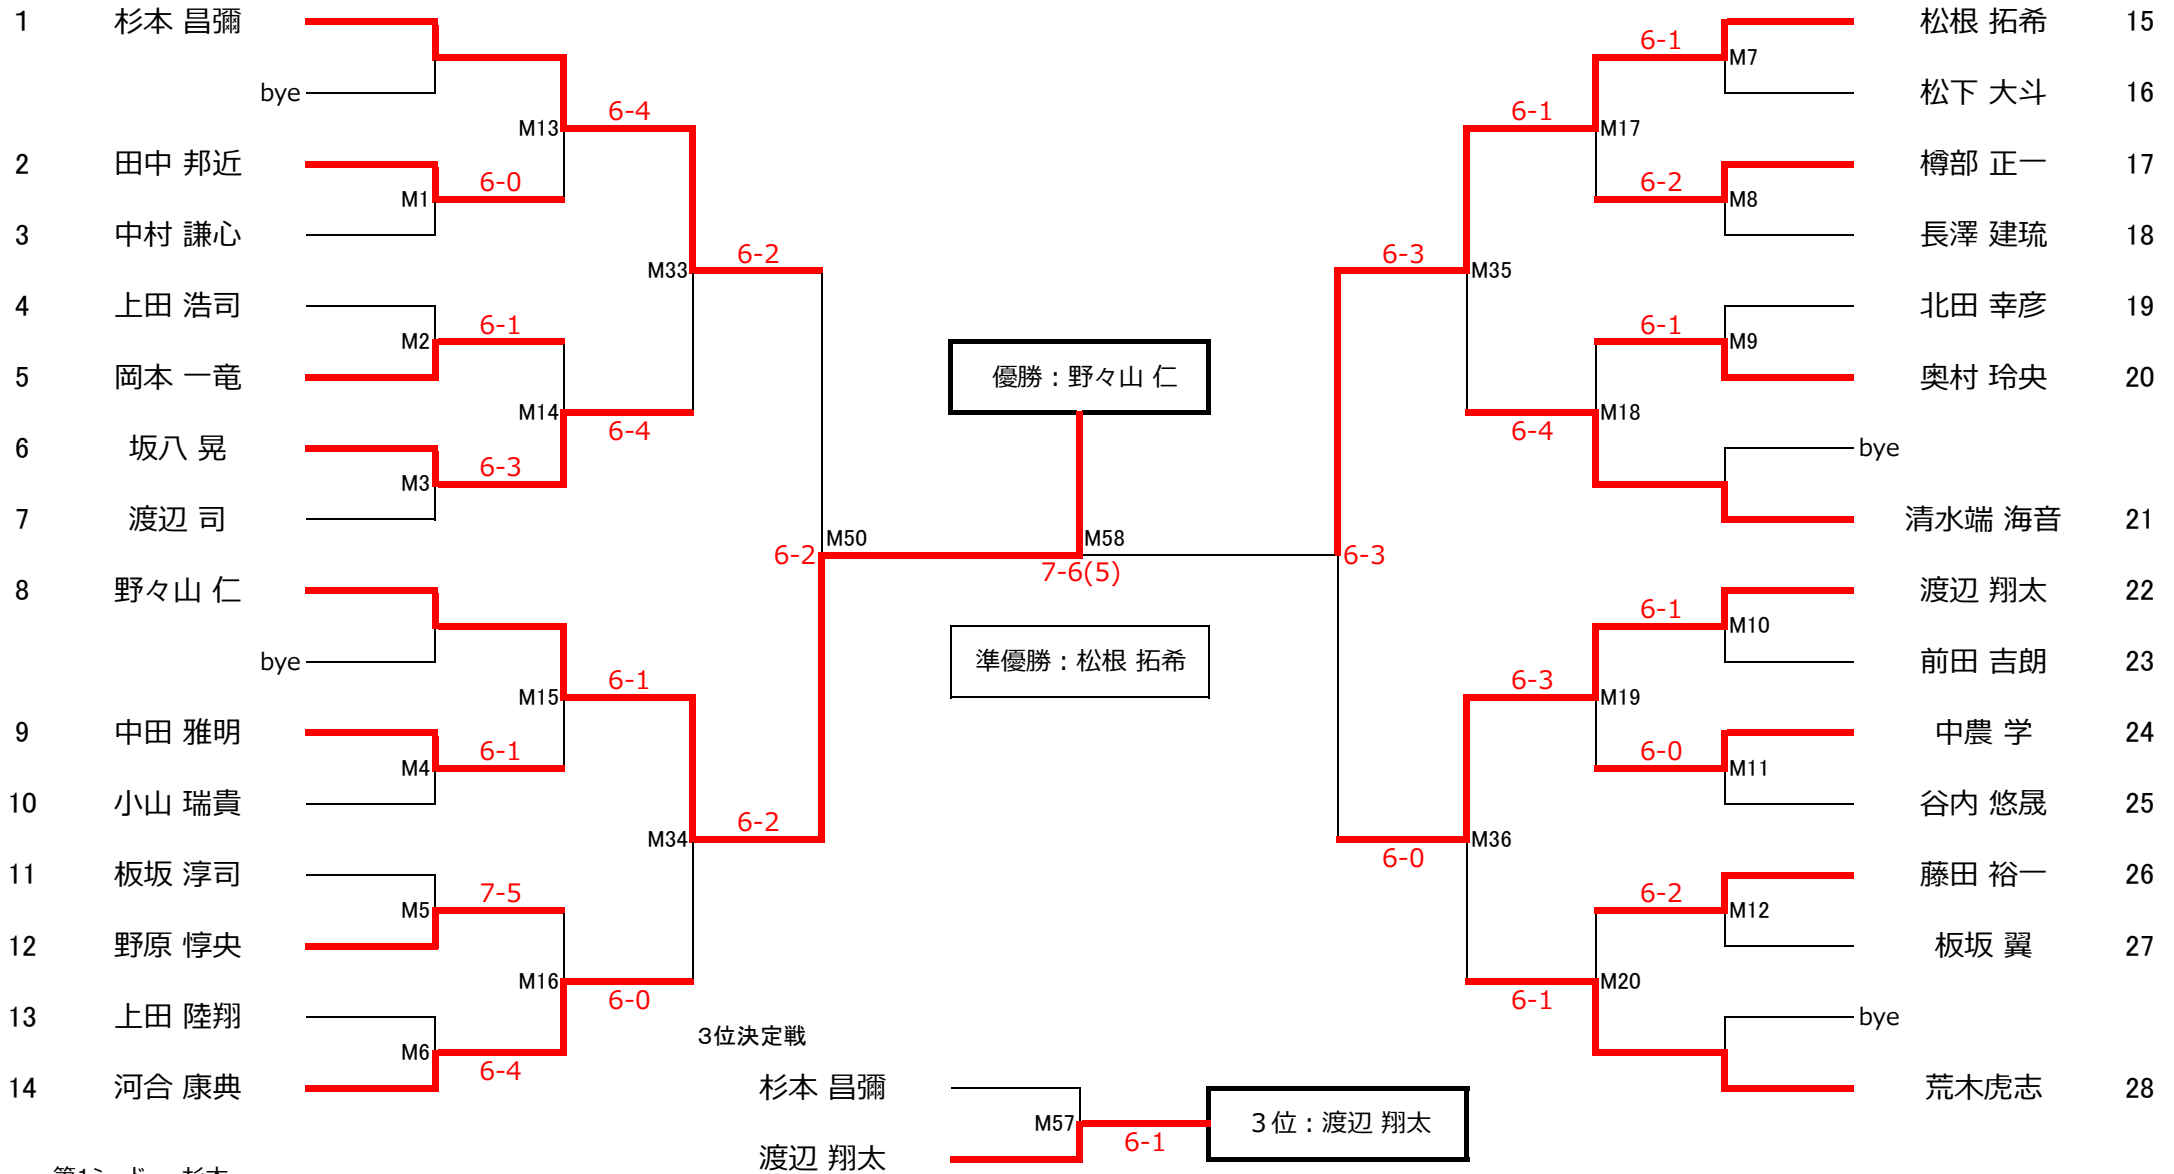 1 杉本 昌彌
bye
M13 6-4
2 田中 邦近
M1 6-0
3 中村 謙心
M33 6-2
4 上田 浩司
M2 6-1
5 岡本 一竜
M14 6-4
6 坂八 晃
M3 6-3
7 渡辺 司
M50 6-2
8 野々山 仁
bye
M15 6-1
9 中田 雅明
M4 6-1
10 小山 瑞貴
M34 6-2
11 板坂 淳司
M5 7-5
12 野原 惇央
M16 6-0
13 上田 陸翔
M6 6-4
14 河合 康典
優勝：野々山 仁
M58
7-6(5)
準優勝：松根 拓希
松根 拓希 15
6-1 M7
松下 大斗 16
6-1 M17
樽部 正一 17
6-2 M8
長澤 建琉 18
6-3 M35
北田 幸彦 19
6-1 M9
奥村 玲央 20
6-4 M18
bye
清水端 海音 21
6-3
渡辺 翔太 22
6-1 M10
前田 吉朗 23
6-3 M19
中農 学 24
6-0 M11
谷内 悠晟 25
6-0 M36
藤田 裕一 26
6-2 M12
板坂 翼 27
6-1 M20
bye
荒木虎志 28
3位決定戦
杉本 昌彌
M57 6-1
渡辺 翔太
３位：渡辺 翔太